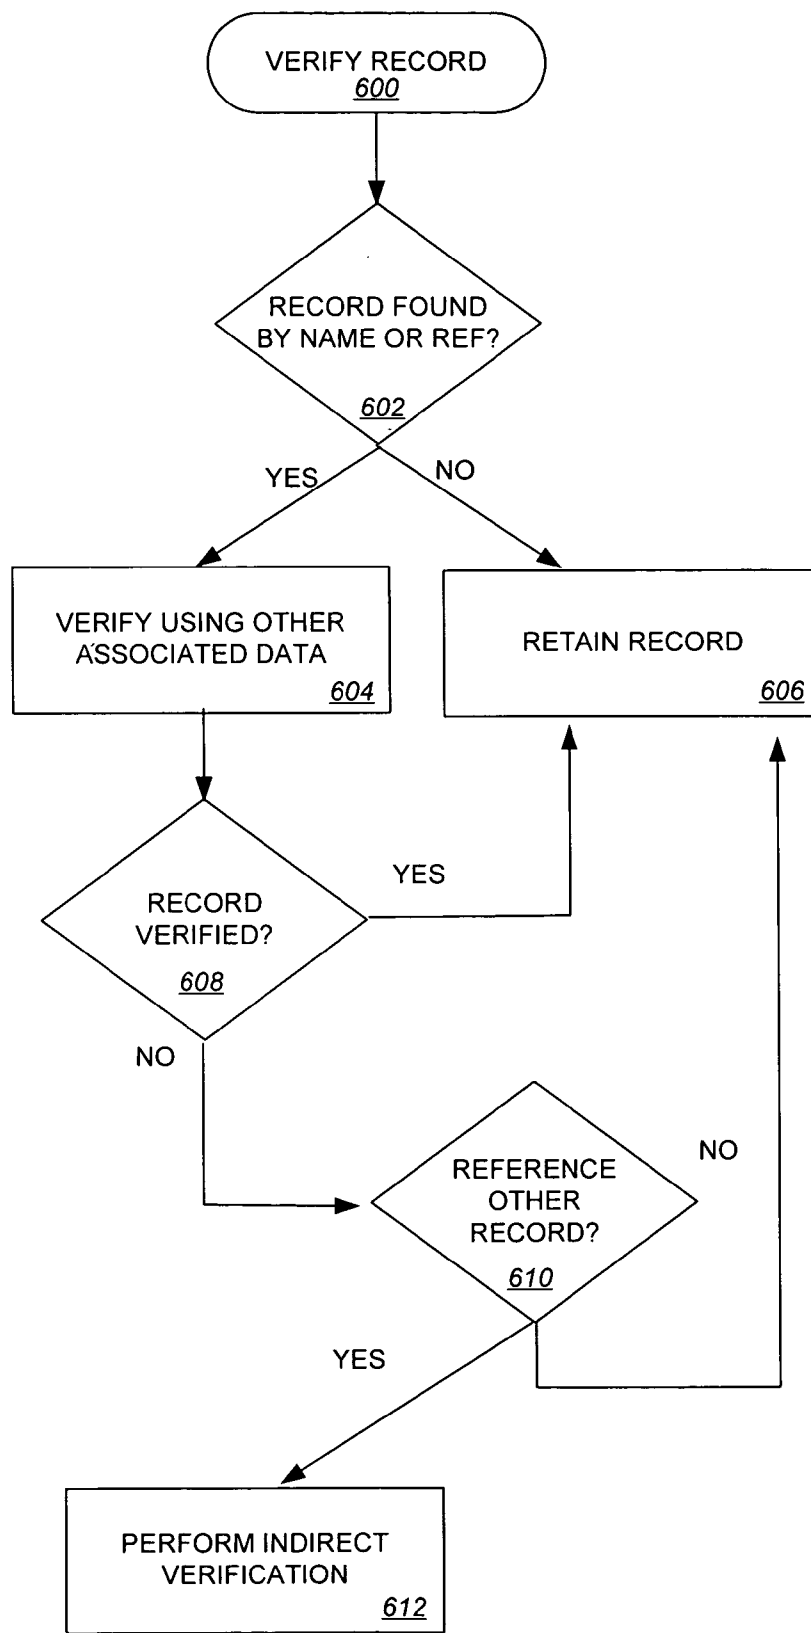 VERIFY RECORD
600
RECORD FOUND
BY NAME OR REF?
602
YES
NO
VERIFY USING OTHER
ASSOCIATED DATA
604
RETAIN RECORD
606
RECORD
VERIFIED?
608
YES
NO
REFERENCE
OTHER
RECORD?
610
NO
YES
PERFORM INDIRECT
VERIFICATION
612